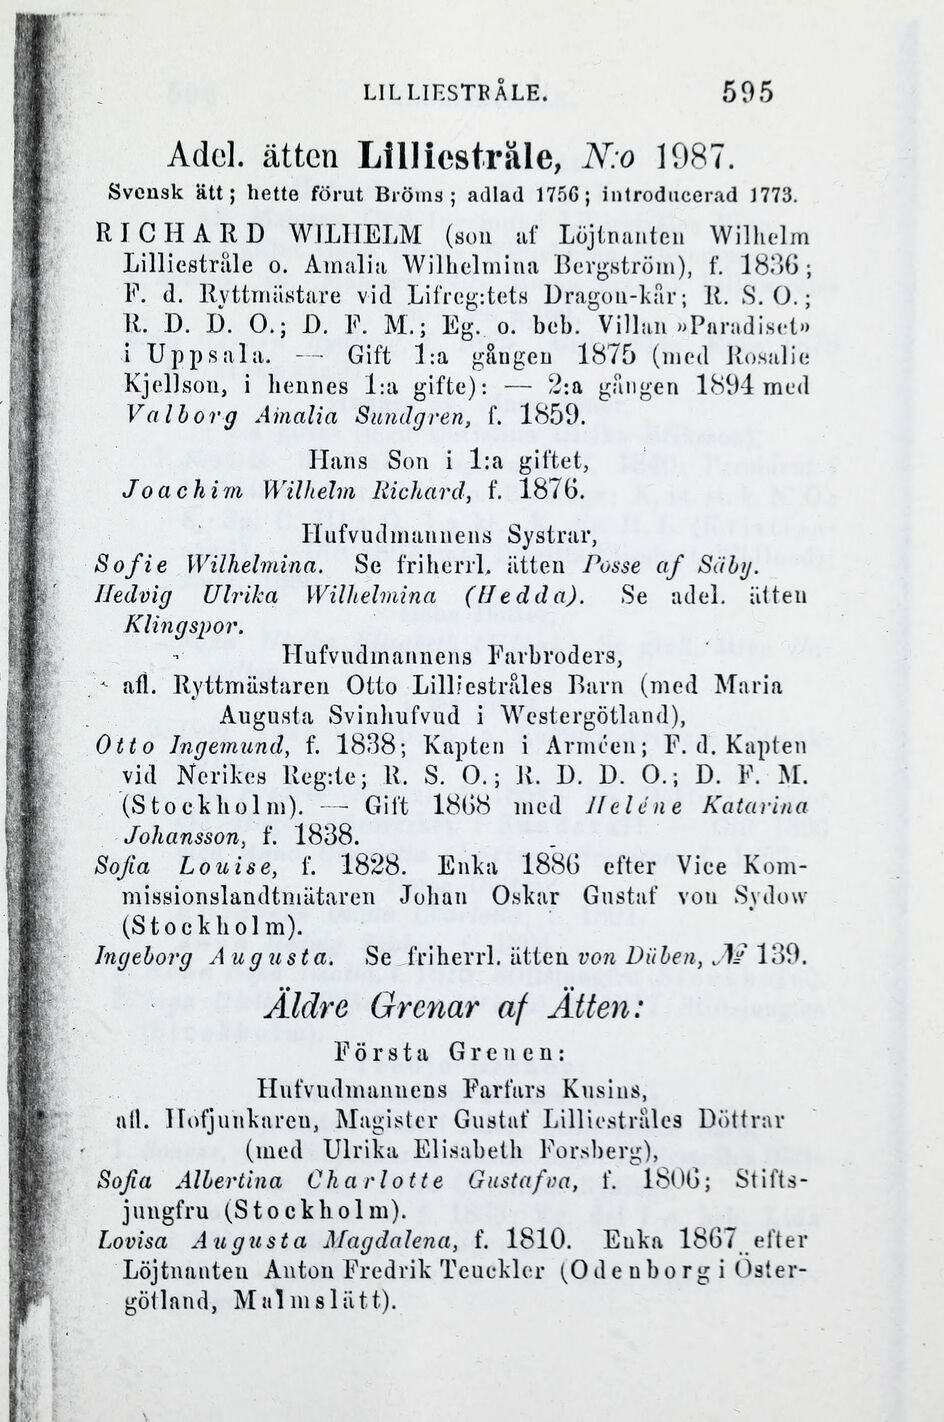 LILLIESTRÅLE. 595
Adel. ätten Lilliestråle, N:o 1987.
Svensk ätt; hette förut Bröms; adlad 1756; introducerad 1773.
RICHARD WILHELM (son af Löjtnanten Wilhelm
Lilliestråle o. Amalia Wilhelmina Bergström), f. 1836;
F. d. Ryttmästare vid Lifreg:tets Dragon-kår; R. S. O.;
R. D. D. O.; D. F. M.; Eg. o. beb. Villan »Paradiset»
i Uppsala. — Gift 1:a gången 1875 (med Rosalie
Kjellson, i hennes 1:a gifte): — 2:a gången 1894 med
Valborg Amalia Sundgren, f. 1859.
Hans Son i 1:a giftet,
Joachim Wilhelm Richard, f. 1876.
Hufvudmannens Systrar,
Sofie Wilhelmina. Se friherrl. ätten Posse af Säby.
Hedvig Ulrika Wilhelmina (Hedda). Se adel. ätten
Klingspor.
Hufvudmannens Farbroders,
afl. Ryttmästaren Otto Lilliestråles Barn (med Maria
Augusta Svinhufvud i Westergötland),
Otto Ingemund, f. 1838; Kapten i Arméen; F. d. Kapten
vid Nerikes Reg:te; R. S. O.; R. D. D. O.; D. F. M.
(Stockholm). — Gift 1868 med Heléne Katarina
Johansson, f. 1838.
Sofia Louise, f. 1828. Enka 1886 efter Vice Kom-
missionslandtmätaren Johan Oskar Gustaf von Sydow
(Stockholm).
Ingeborg Augusta. Se friherrl. ätten von Düben, № 139.
Äldre Grenar af Ätten:
Första Grenen:
Hufvudmannens Farfars Kusins,
afl. Hofjunkaren, Magister Gustaf Lilliestråles Döttrar
(med Ulrika Elisabeth Forsberg),
Sofia Albertina Charlotte Gustafva, f. 1806; Stifts-
jungfru (Stockholm).
Lovisa Augusta Magdalena, f. 1810. Enka 1867 efter
Löjtnanten Anton Fredrik Tenckler (Odenborg i Öster-
götland, Malmslätt).